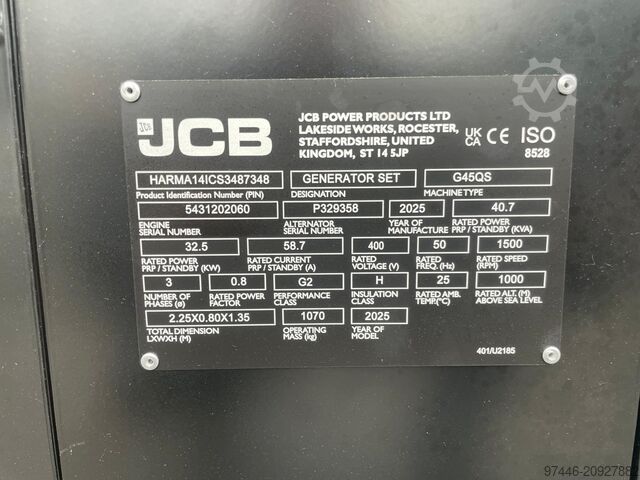 JCB
JCB
JCB POWER PRODUCTS LTD
LAKESIDE WORKS, ROCESTER,
STAFFORDSHIRE, UNITED
KINGDOM, ST 14 5JP
UK
CA
CE
ISO
8528
HARMA14ICS3487348 GENERATOR SET G45QS
Product Identification Number (PIN) DESIGNATION MACHINE TYPE
5431202060 P329358 2025 40.7
ENGINE SERIAL NUMBER ALTERNATOR SERIAL NUMBER YEAR OF MANUFACTURE RATED POWER PRP / STANDBY (KVA)
32.5 58.7 400 50 1500
RATED POWER PRP / STANDBY (KW) RATED CURRENT PRP / STANDBY (A) RATED VOLTAGE (V) RATED FREQ. (Hz) RATED SPEED (RPM)
3 0.8 G2 H 25 1000
NUMBER OF PHASES (ø) RATED POWER FACTOR PERFORMANCE CLASS INSULATION CLASS RATED AMB. TEMP.(°C) RATED ALT. (M) ABOVE SEA LEVEL
2.25X0.80X1.35 1070 2025
TOTAL DIMENSION LXWXH (M) OPERATING MASS (kg) YEAR OF MODEL
401/U2185
97446-20927882